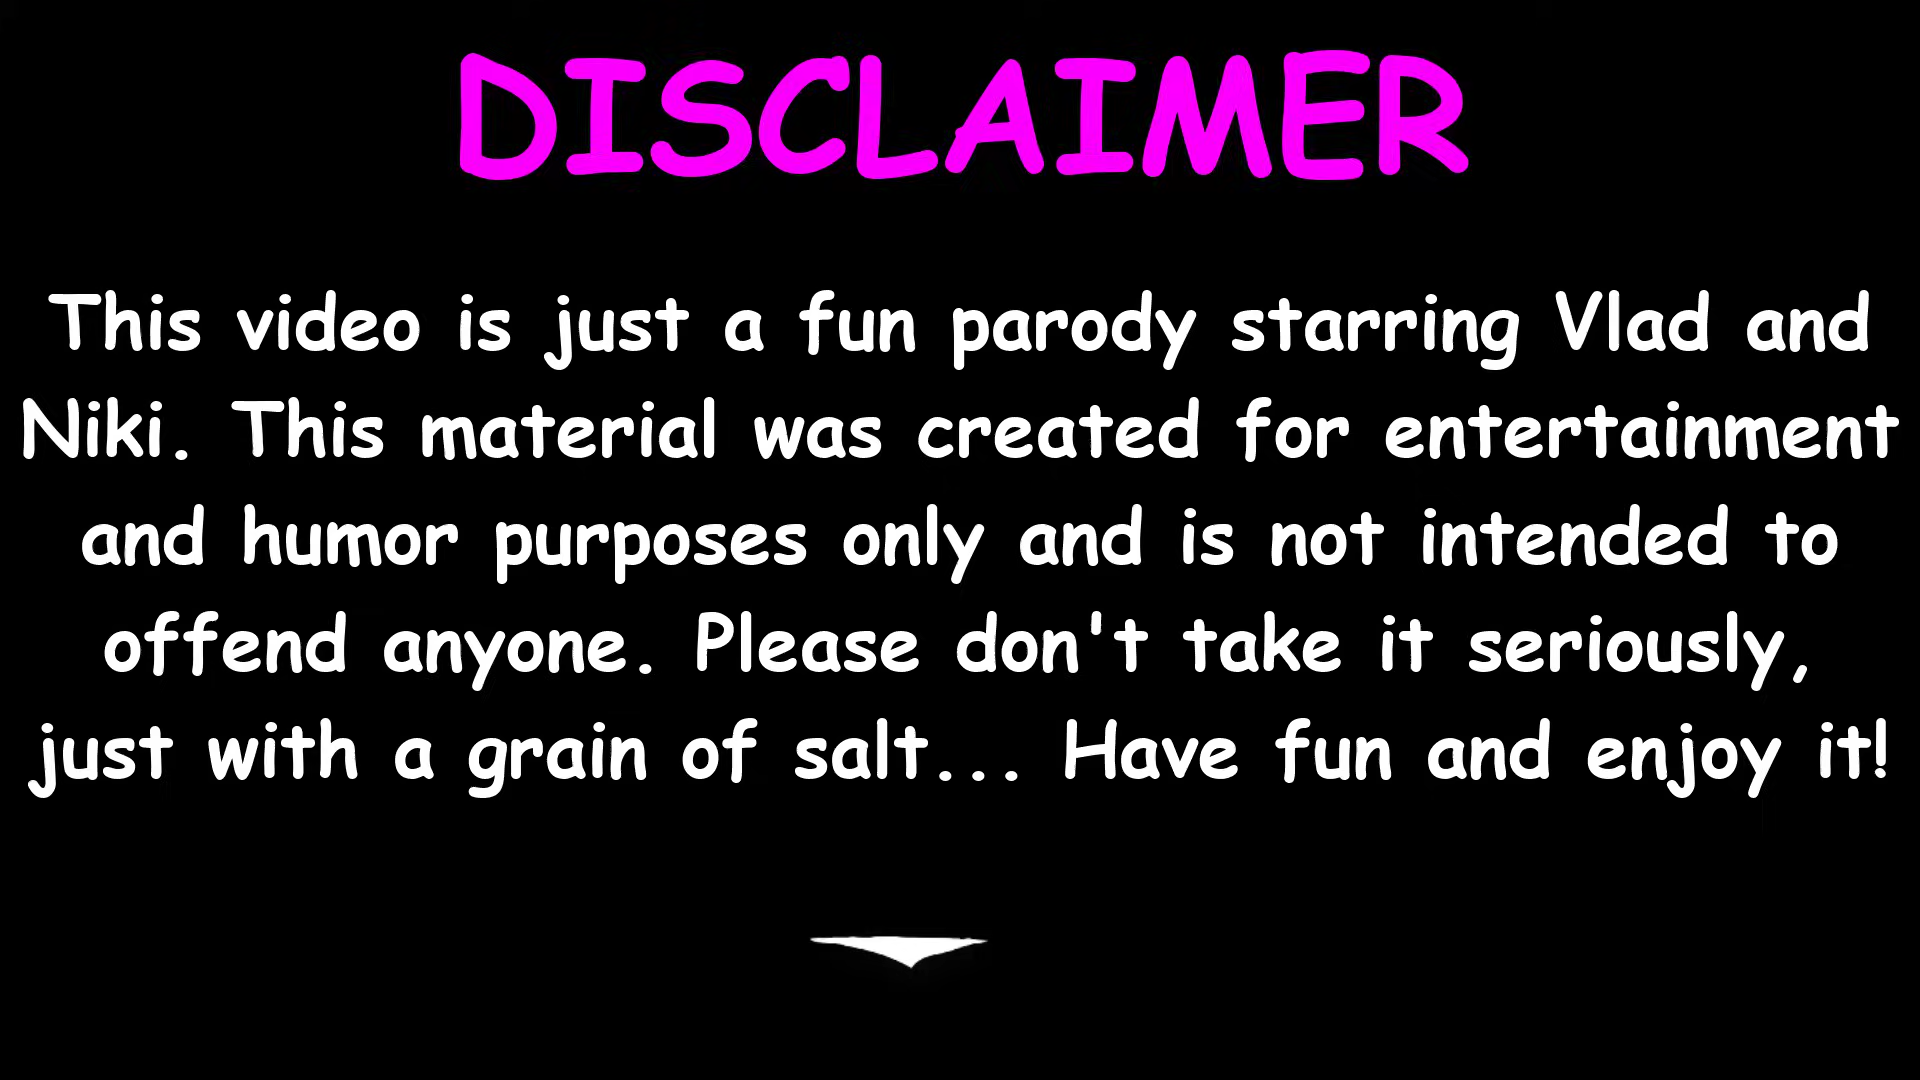 DISCLAIMER
This video is just a fun parody starring Vlad and
Niki. This material was created for entertainment
and humor purposes only and is not intended to
offend anyone. Please don't take it seriously,
just with a grain of salt... Have fun and enjoy it!